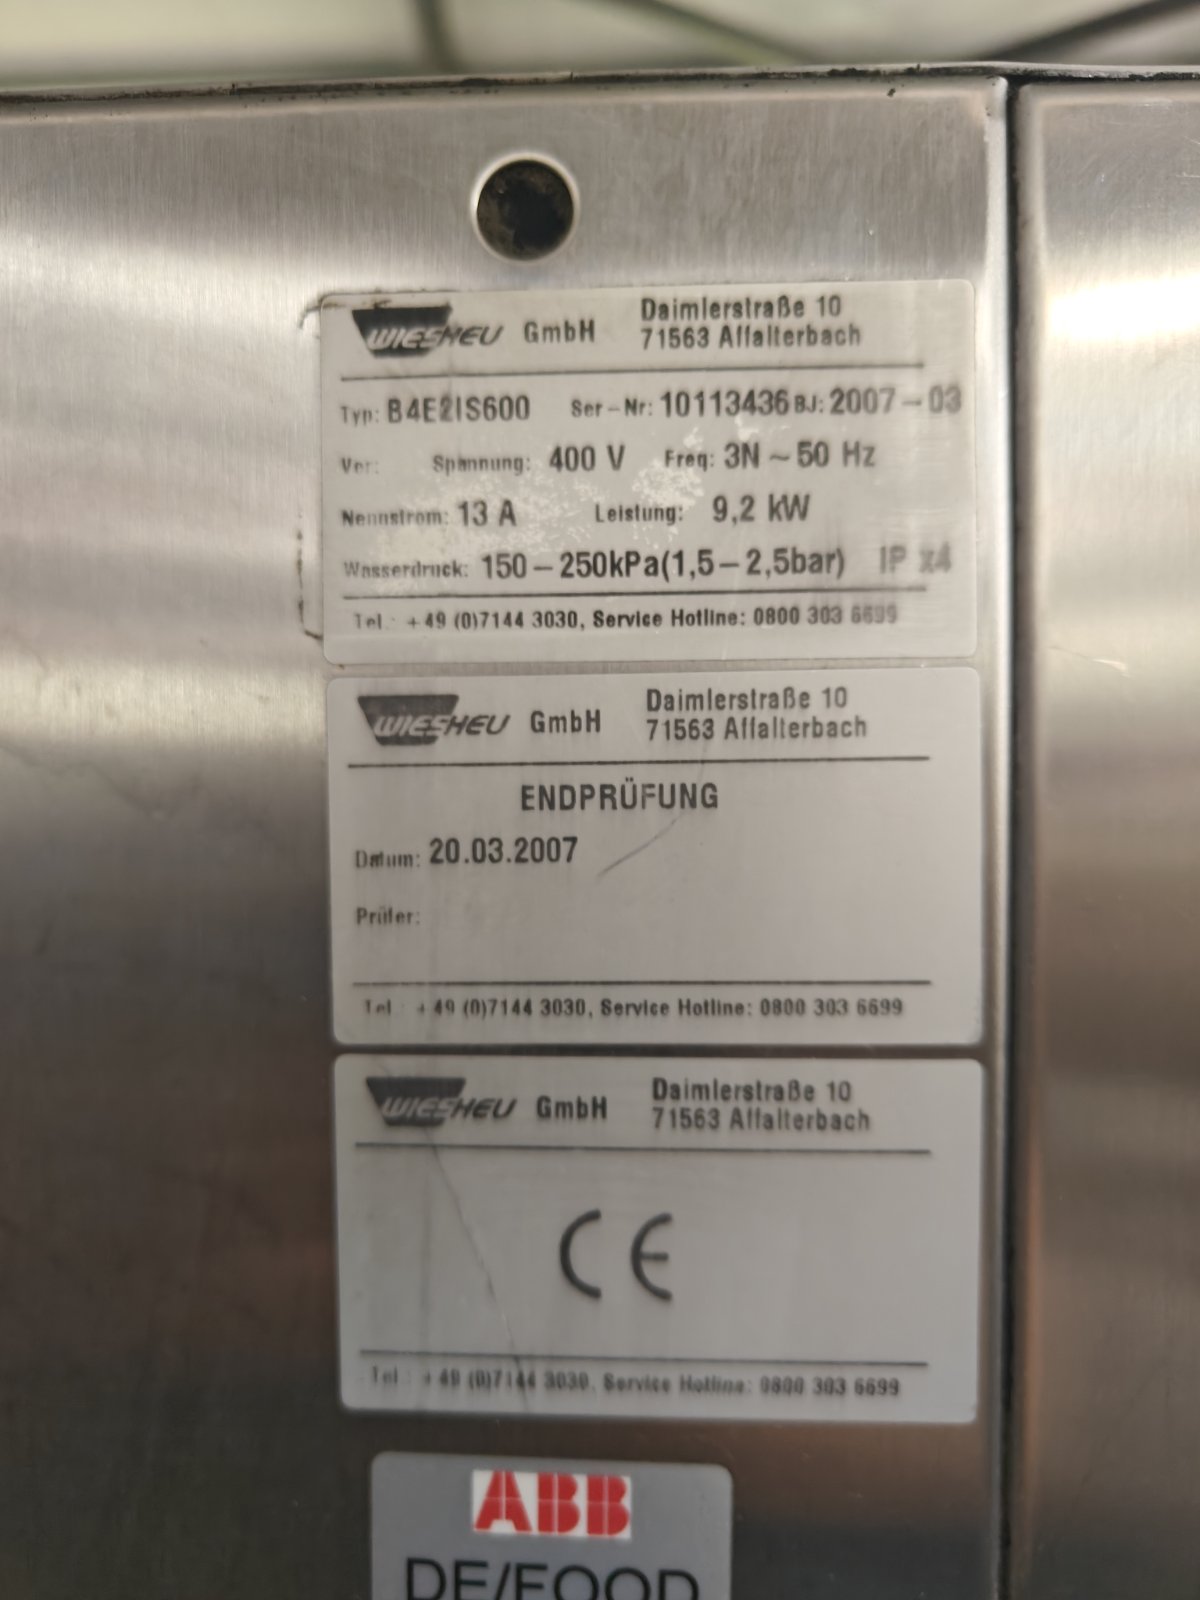 WIESHEU GmbH Daimlerstraße 10
71563 Affalterbach
Typ: B4E2IS600 Ser-Nr: 10113436 BJ: 2007-03
Ver: Spannung: 400 V Freq: 3N ~ 50 Hz
Nennstrom: 13 A Leistung: 9,2 kW
Wasserdruck: 150-250kPa(1,5-2,5bar) IP x4
Tel.: +49 (0)7144 3030, Service Hotline: 0800 303 6699
WIESHEU GmbH Daimlerstraße 10
71563 Affalterbach
ENDPRÜFUNG
Datum: 20.03.2007
Prüfer:
Tel.: +49 (0)7144 3030, Service Hotline: 0800 303 6699
WIESHEU GmbH Daimlerstraße 10
71563 Affalterbach
CE
Tel.: +49 (0)7144 3030, Service Hotline: 0800 303 6699
ABB
DE/FOOD